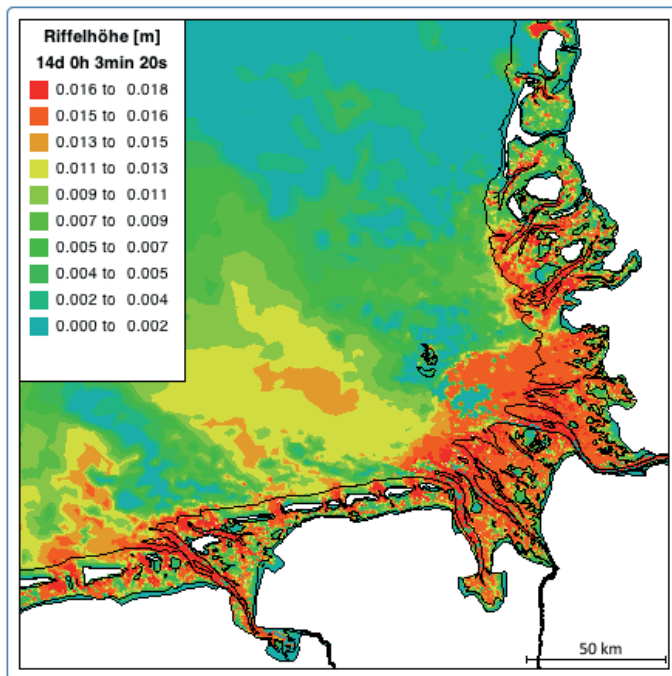 Riffelhöhe [m]
14d 0h 3min 20s
0.016 to 0.018
0.015 to 0.016
0.013 to 0.015
0.011 to 0.013
0.009 to 0.011
0.007 to 0.009
0.005 to 0.007
0.004 to 0.005
0.002 to 0.004
0.000 to 0.002
50 km